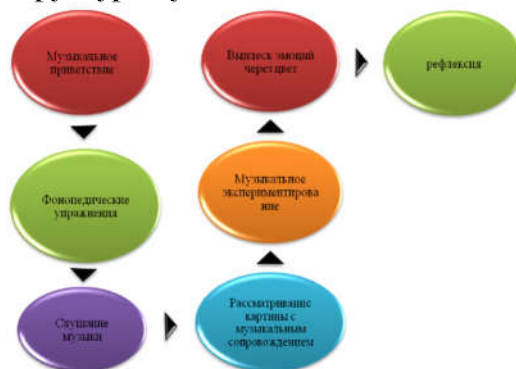 Музыкальное
приветствие
Фонопедические
упражнения
Слушание
музыки
Рассматривание
картины с
музыкальным
сопровождением
Музыкальное
экспериментирова
ние
Выплеск эмоций
через цвет
рефлексия